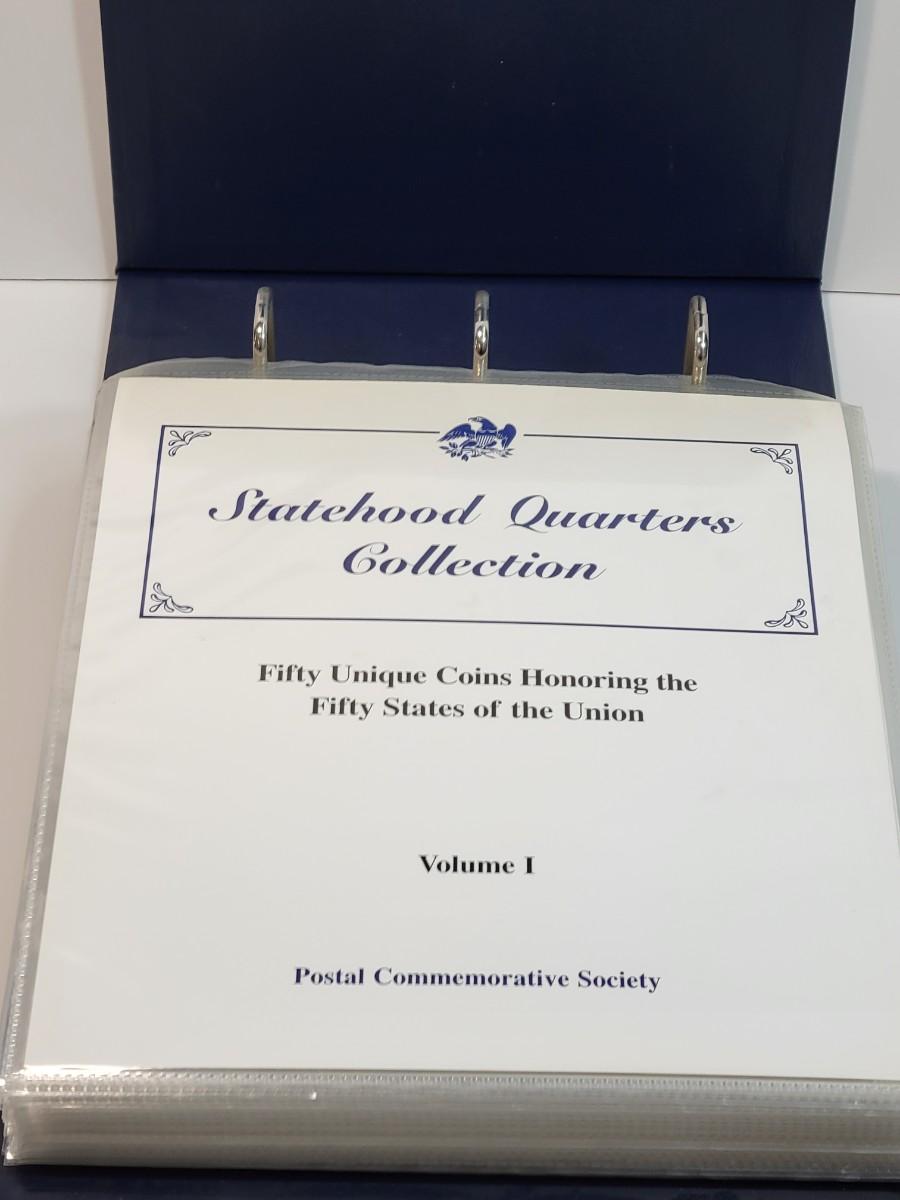 Statehood Quarters
Collection
Fifty Unique Coins Honoring the
Fifty States of the Union
Volume I
Postal Commemorative Society